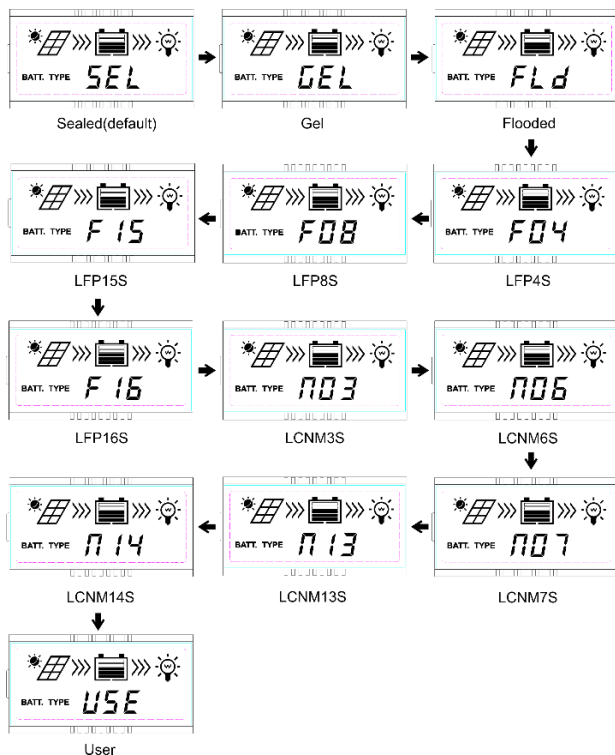 BATT. TYPE SEL
Sealed(default)
BATT. TYPE GEL
Gel
BATT. TYPE FLd
Flooded
BATT. TYPE F15
LFP15S
BATT. TYPE F08
LFP8S
BATT. TYPE F04
LFP4S
BATT. TYPE F16
LFP16S
BATT. TYPE N03
LCNM3S
BATT. TYPE N06
LCNM6S
BATT. TYPE N14
LCNM14S
BATT. TYPE N13
LCNM13S
BATT. TYPE N07
LCNM7S
BATT. TYPE USE
User